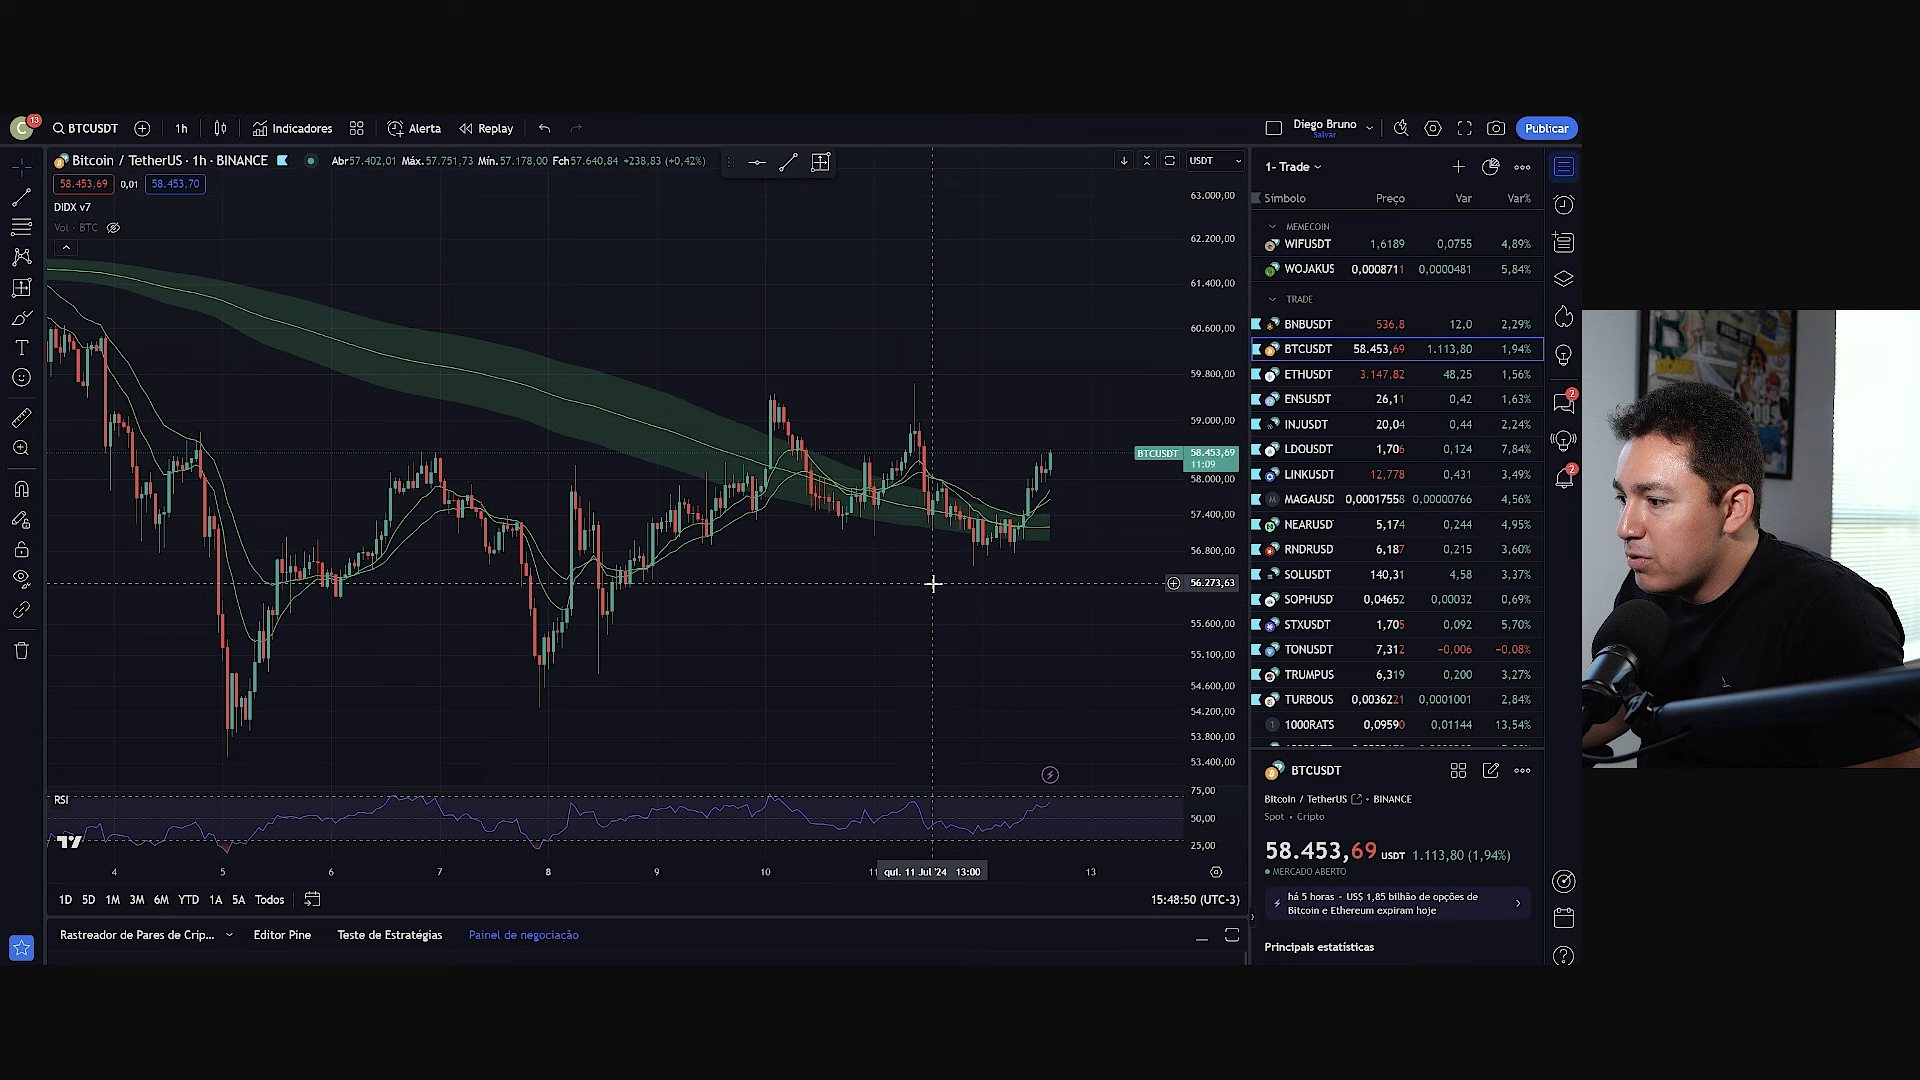 C 13 BTCUSDT 1h Indicadores Alerta Replay Diego Bruno Salvar Publicar
Bitcoin / TetherUS · 1h · BINANCE Abr57.402,01 Máx.57.751,73 Mín.57.178,00 Fch57.640,84 +238,83 (+0,42%) USDT
58.453,69 0,01 58.453,70
DIDX v7
Vol · BTC
63.000,00
62.200,00
61.400,00
60.600,00
59.800,00
59.000,00
BTCUSDT 58.453,69
11:09
58.000,00
57.400,00
56.800,00
56.273,63
55.600,00
55.100,00
54.600,00
54.200,00
53.800,00
53.400,00
RSI
75,00
50,00
25,00
4 5 6 7 8 9 10 11 qui. 11 Jul '24 13:00 13
1D 5D 1M 3M 6M YTD 1A 5A Todos 15:48:50 (UTC-3)
Rastreador de Pares de Crip... Editor Pine Teste de Estratégias Painel de negociação
1- Trade
Símbolo Preço Var Var%
MEMECOIN
WIFUSDT 1,6189 0,0755 4,89%
WOJAKUS 0,0008711 0,0000481 5,84%
TRADE
BNBUSDT 536,8 12,0 2,29%
BTCUSDT 58.453,69 1.113,80 1,94%
ETHUSDT 3.147,82 48,25 1,56%
ENSUSDT 26,11 0,42 1,63%
INJUSDT 20,04 0,44 2,24%
LDOUSDT 1,706 0,124 7,84%
LINKUSDT 12,778 0,431 3,49%
MAGAUSD 0,00017558 0,00000766 4,56%
NEARUSD 5,174 0,244 4,95%
RNDRUSD 6,187 0,215 3,60%
SOLUSDT 140,31 4,58 3,37%
SOPHUSD 0,04652 0,00032 0,69%
STXUSDT 1,705 0,092 5,70%
TONUSDT 7,312 −0,006 −0,08%
TRUMPUS 6,319 0,200 3,27%
TURBOUS 0,0036221 0,0001001 2,84%
1000RATS 0,09590 0,01144 13,54%
BTCUSDT
Bitcoin / TetherUS • BINANCE
Spot • Cripto
58.453,69 USDT 1.113,80 (1,94%)
MERCADO ABERTO
há 5 horas - US$ 1,85 bilhão de opções de
Bitcoin e Ethereum expiram hoje
Principais estatísticas
2
2